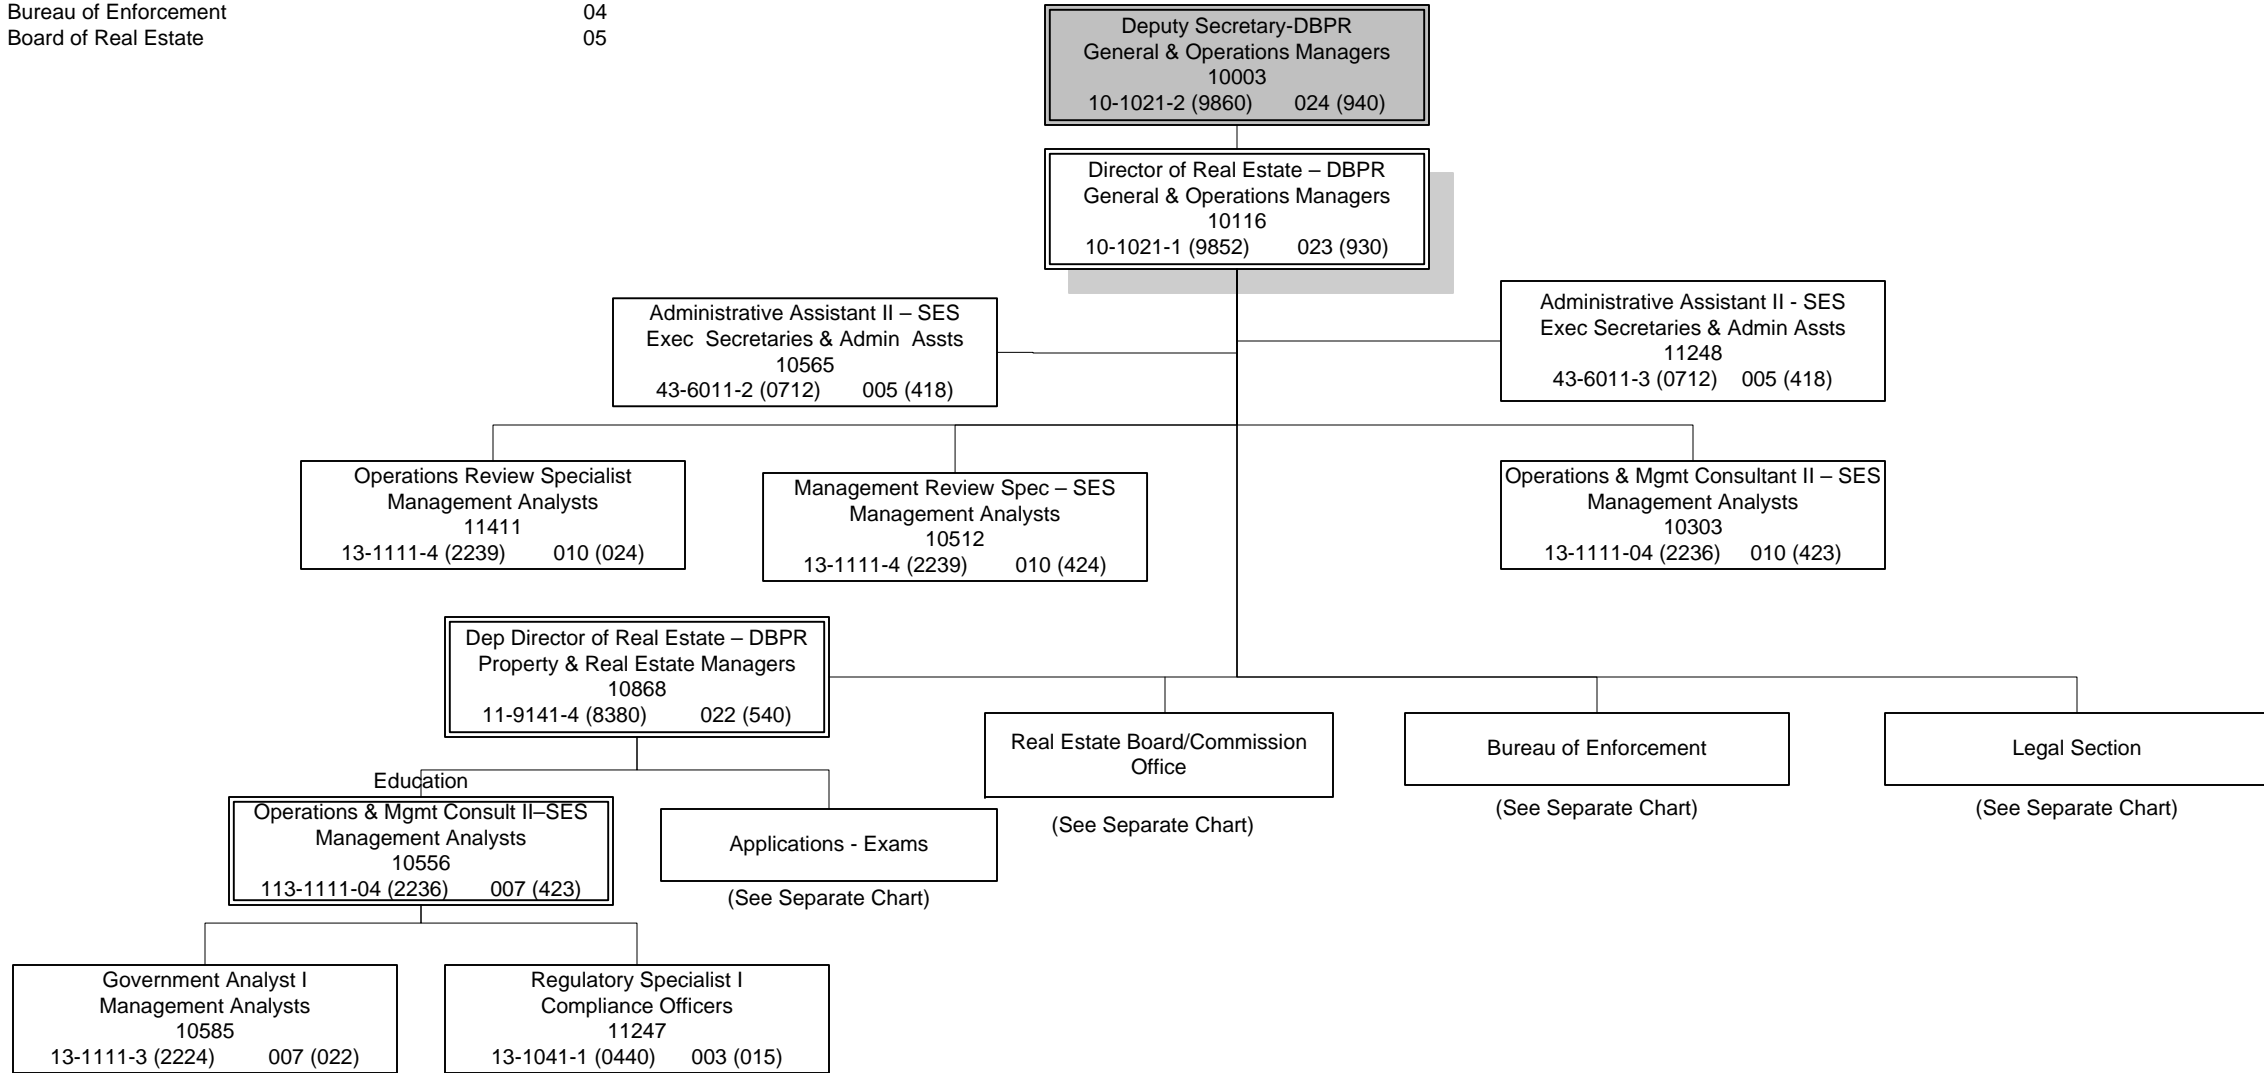 Bureau of Enforcement 04
Board of Real Estate 05
Deputy Secretary-DBPR
General & Operations Managers
10003
10-1021-2 (9860) 024 (940)
Director of Real Estate – DBPR
General & Operations Managers
10116
10-1021-1 (9852) 023 (930)
Administrative Assistant II – SES
Exec Secretaries & Admin Assts
10565
43-6011-2 (0712) 005 (418)
Administrative Assistant II - SES
Exec Secretaries & Admin Assts
11248
43-6011-3 (0712) 005 (418)
Operations Review Specialist
Management Analysts
11411
13-1111-4 (2239) 010 (024)
Management Review Spec – SES
Management Analysts
10512
13-1111-4 (2239) 010 (424)
Operations & Mgmt Consultant II – SES
Management Analysts
10303
13-1111-04 (2236) 010 (423)
Dep Director of Real Estate – DBPR
Property & Real Estate Managers
10868
11-9141-4 (8380) 022 (540)
Real Estate Board/Commission
Office
(See Separate Chart)
Bureau of Enforcement
(See Separate Chart)
Legal Section
(See Separate Chart)
Education
Operations & Mgmt Consult II–SES
Management Analysts
10556
113-1111-04 (2236) 007 (423)
Applications - Exams
(See Separate Chart)
Government Analyst I
Management Analysts
10585
13-1111-3 (2224) 007 (022)
Regulatory Specialist I
Compliance Officers
11247
13-1041-1 (0440) 003 (015)